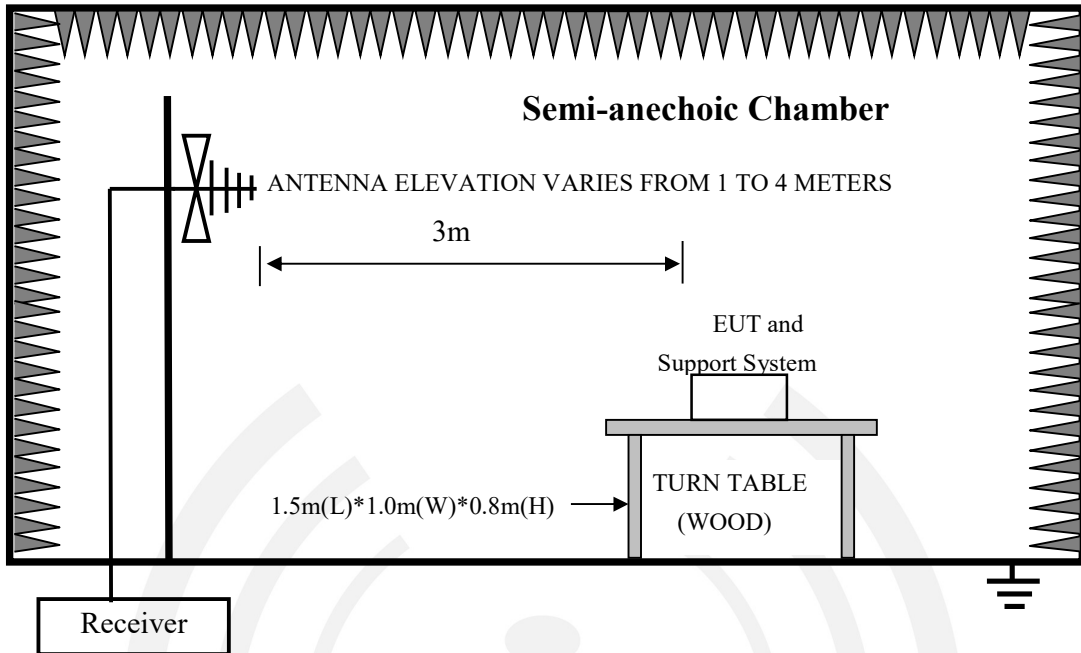 Semi-anechoic Chamber
ANTENNA ELEVATION VARIES FROM 1 TO 4 METERS
3m
EUT and
Support System
1.5m(L)*1.0m(W)*0.8m(H)
TURN TABLE
(WOOD)
Receiver